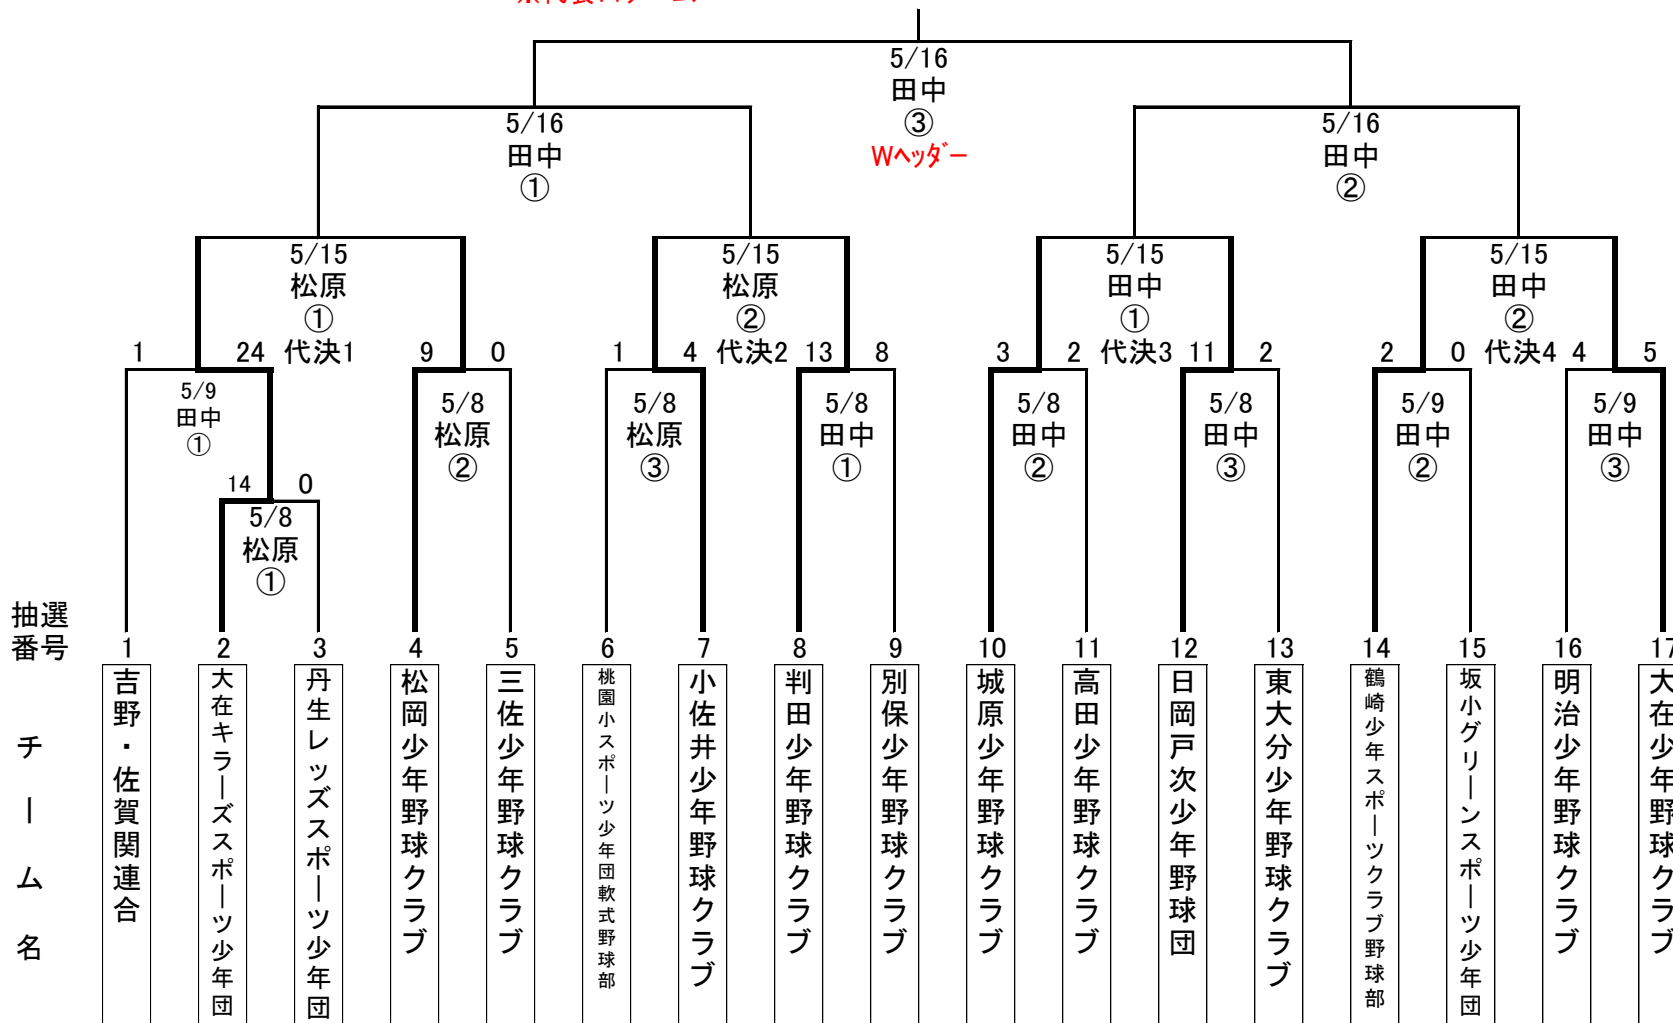 5/16
田中
③
Wヘッダー
5/16
田中
①
5/16
田中
②
5/15
松原
①
代決1
5/15
松原
②
代決2
5/15
田中
①
代決3
5/15
田中
②
代決4
1 24 9 0 1 4 13 8 3 2 11 2 2 0 4 5
5/9
田中
①
5/8
松原
②
5/8
松原
③
5/8
田中
①
5/8
田中
②
5/8
田中
③
5/9
田中
②
5/9
田中
③
14 0
5/8
松原
①
抽選
番号
1 2 3 4 5 6 7 8 9 10 11 12 13 14 15 16 17
チーム名
吉野・佐賀関連合
大在キラーズスポーツ少年団
丹生レッズスポーツ少年団
松岡少年野球クラブ
三佐少年野球クラブ
桃園小スポーツ少年団軟式野球部
小佐井少年野球クラブ
判田少年野球クラブ
別保少年野球クラブ
城原少年野球クラブ
高田少年野球クラブ
日岡戸次少年野球団
東大分少年野球クラブ
鶴崎少年スポーツクラブ野球部
坂小グリーンスポーツ少年団
明治少年野球クラブ
大在少年野球クラブ